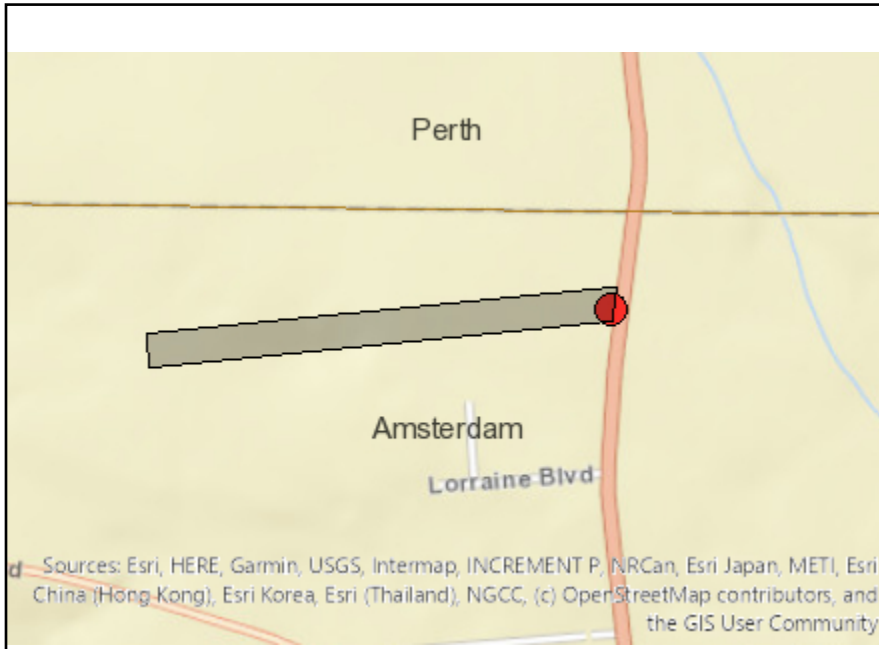 Perth
Amsterdam
Lorraine Blvd
d
Sources: Esri, HERE, Garmin, USGS, Intermap, INCREMENT P, NRCan, Esri Japan, METI, Esri
China (Hong Kong), Esri Korea, Esri (Thailand), NGCC, (c) OpenStreetMap contributors, and
the GIS User Community